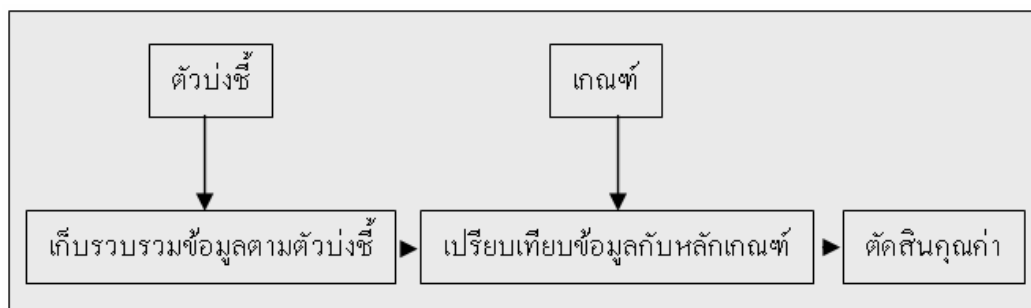 ตัวบ่งชี้
เกณฑ์
เก็บรวบรวมข้อมูลตามตัวบ่งชี้
เปรียบเทียบข้อมูลกับหลักเกณฑ์
ตัดสินคุณค่า